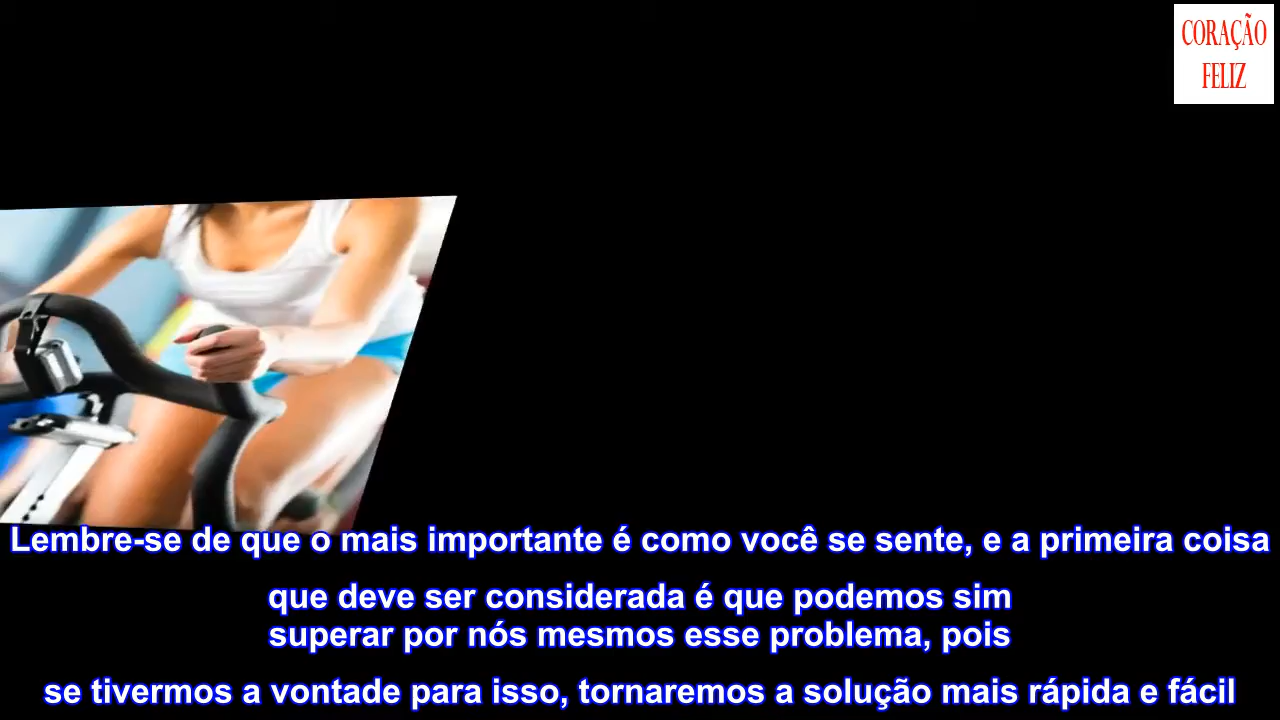 CORAÇÃO
FELIZ
Lembre-se de que o mais importante é como você se sente, e a primeira coisa
que deve ser considerada é que podemos sim
superar por nós mesmos esse problema, pois
se tivermos a vontade para isso, tornaremos a solução mais rápida e fácil